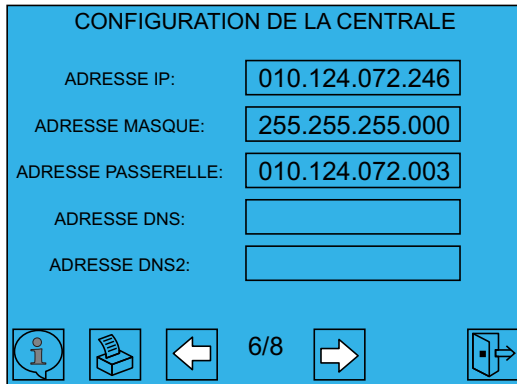 CONFIGURATION DE LA CENTRALE
ADRESSE IP: 010.124.072.246
ADRESSE MASQUE: 255.255.255.000
ADRESSE PASSERELLE: 010.124.072.003
ADRESSE DNS:
ADRESSE DNS2:
6/8